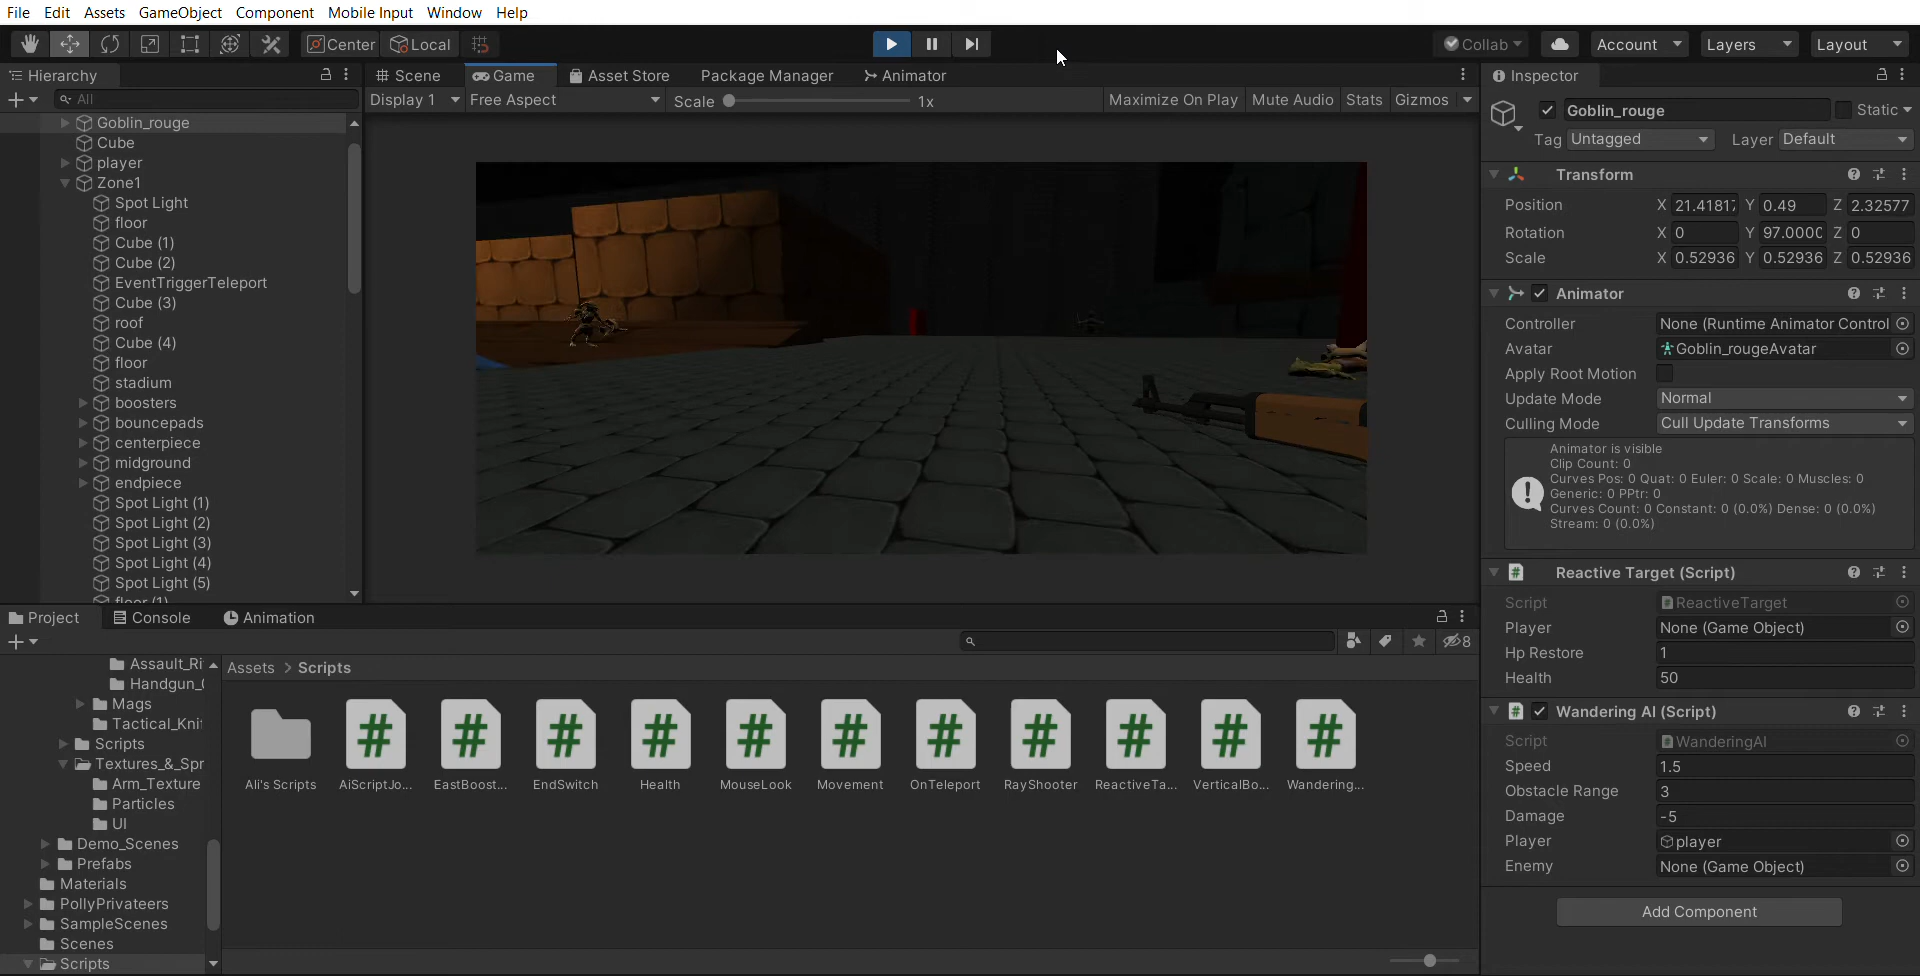 File Edit Assets GameObject Component Mobile Input Window Help
Center Local
Collab Account Layers Layout
Hierarchy
All
Goblin_rouge
Cube
player
Zone1
Spot Light
floor
Cube (1)
Cube (2)
EventTriggerTeleport
Cube (3)
roof
Cube (4)
floor
stadium
boosters
bouncepads
centerpiece
midground
endpiece
Spot Light (1)
Spot Light (2)
Spot Light (3)
Spot Light (4)
Spot Light (5)
floor (1)
Scene Game Asset Store Package Manager Animator
Display 1 Free Aspect Scale 1x Maximize On Play Mute Audio Stats Gizmos
Inspector
Goblin_rouge Static
Tag Untagged Layer Default
Transform
Position X 21.4181 Y 0.49 Z 2.32577
Rotation X 0 Y 97.000 Z 0
Scale X 0.52936 Y 0.52936 Z 0.52936
Animator
Controller None (Runtime Animator Control
Avatar Goblin_rougeAvatar
Apply Root Motion
Update Mode Normal
Culling Mode Cull Update Transforms
Animator is visible
Clip Count: 0
Curves Pos: 0 Quat: 0 Euler: 0 Scale: 0 Muscles: 0
Generic: 0 PPtr: 0
Curves Count: 0 Constant: 0 (0.0%) Dense: 0 (0.0%)
Stream: 0 (0.0%)
Reactive Target (Script)
Script ReactiveTarget
Player None (Game Object)
Hp Restore 1
Health 50
Wandering AI (Script)
Script WanderingAI
Speed 1.5
Obstacle Range 3
Damage -5
Player player
Enemy None (Game Object)
Add Component
Project Console Animation
8
Assault_Ri
Handgun_
Mags
Tactical_Kni
Scripts
Textures_&_Spr
Arm_Texture
Particles
UI
Demo_Scenes
Prefabs
Materials
PollyPrivateers
SampleScenes
Scenes
Scripts
Assets > Scripts
# # # # # # # # # # #
Ali's Scripts AiScriptJo... EastBoost... EndSwitch Health MouseLook Movement OnTeleport RayShooter ReactiveTa... VerticalBo... Wandering...